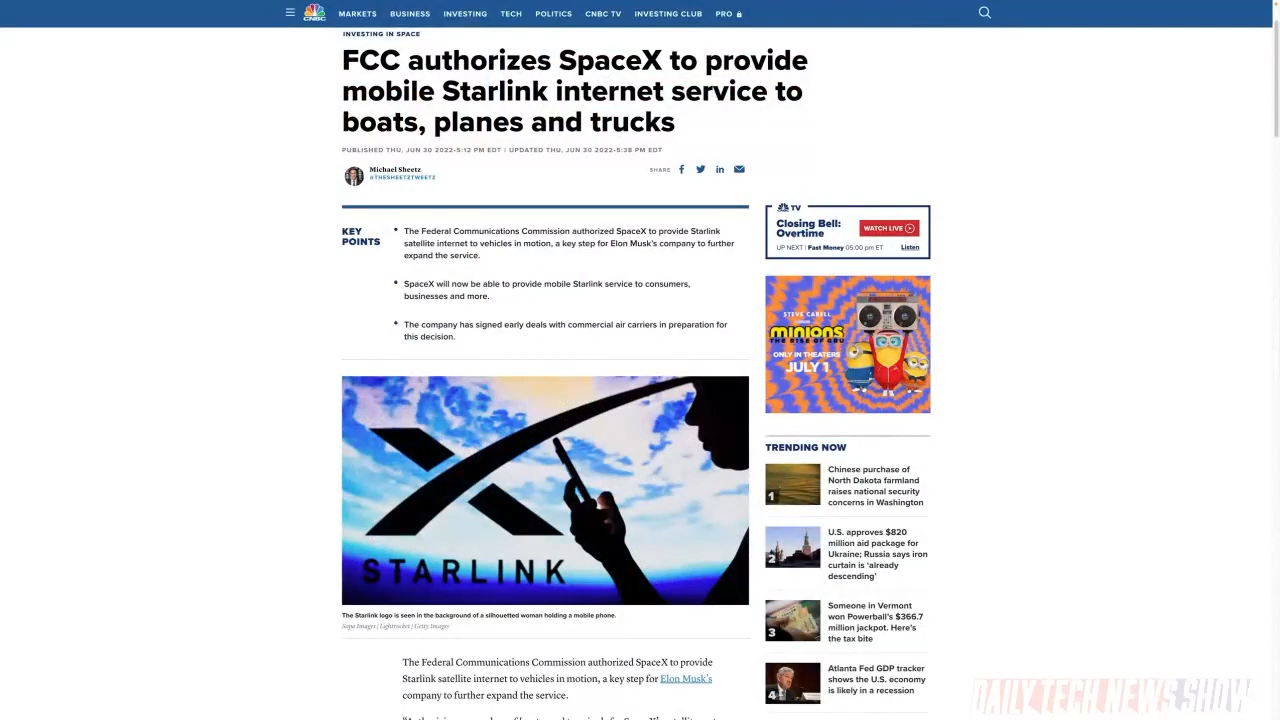 CNBC
MARKETS BUSINESS INVESTING TECH POLITICS CNBC TV INVESTING CLUB PRO
INVESTING IN SPACE
FCC authorizes SpaceX to provide
mobile Starlink internet service to
boats, planes and trucks
PUBLISHED THU, JUN 30 2022-5:12 PM EDT | UPDATED THU, JUN 30 2022-5:38 PM EDT
Michael Sheetz
@THESHEETZTWEETZ
SHARE
KEY
POINTS
• The Federal Communications Commission authorized SpaceX to provide Starlink
satellite internet to vehicles in motion, a key step for Elon Musk's company to further
expand the service.
• SpaceX will now be able to provide mobile Starlink service to consumers,
businesses and more.
• The company has signed early deals with commercial air carriers in preparation for
this decision.
STARLINK
The Starlink logo is seen in the background of a silhouetted woman holding a mobile phone.
Sopa Images | Lightrocket | Getty Images
The Federal Communications Commission authorized SpaceX to provide
Starlink satellite internet to vehicles in motion, a key step for Elon Musk's
company to further expand the service.
TV
Closing Bell:
Overtime
WATCH LIVE
UP NEXT | Fast Money 05:00 pm ET
Listen
STEVE CARELL
MINIONS
THE RISE OF GRU
ONLY IN THEATERS
JULY 1
TRENDING NOW
1
Chinese purchase of
North Dakota farmland
raises national security
concerns in Washington
2
U.S. approves $820
million aid package for
Ukraine; Russia says iron
curtain is 'already
descending'
3
Someone in Vermont
won Powerball's $366.7
million jackpot. Here's
the tax bite
4
Atlanta Fed GDP tracker
shows the U.S. economy
is likely in a recession
DAILY TECH NEWS SHOW